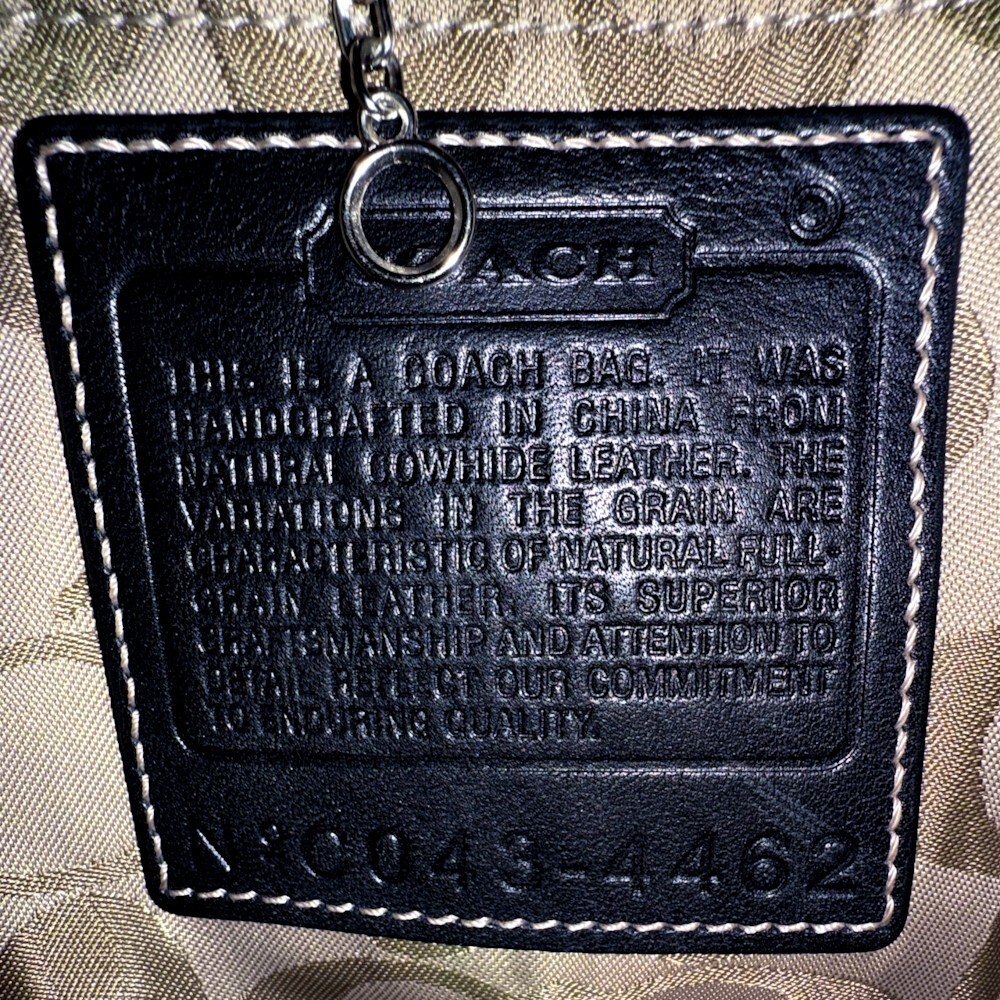 COACH
THIS IS A COACH BAG. IT WAS
HANDCRAFTED IN CHINA FROM
NATURAL COWHIDE LEATHER. THE
VARIATIONS IN THE GRAIN ARE
CHARACTERISTIC OF NATURAL FULL-
GRAIN LEATHER. ITS SUPERIOR
CRAFTSMANSHIP AND ATTENTION TO
DETAIL REFLECT OUR COMMITMENT
TO ENDURING QUALITY.
Nº C043-4462